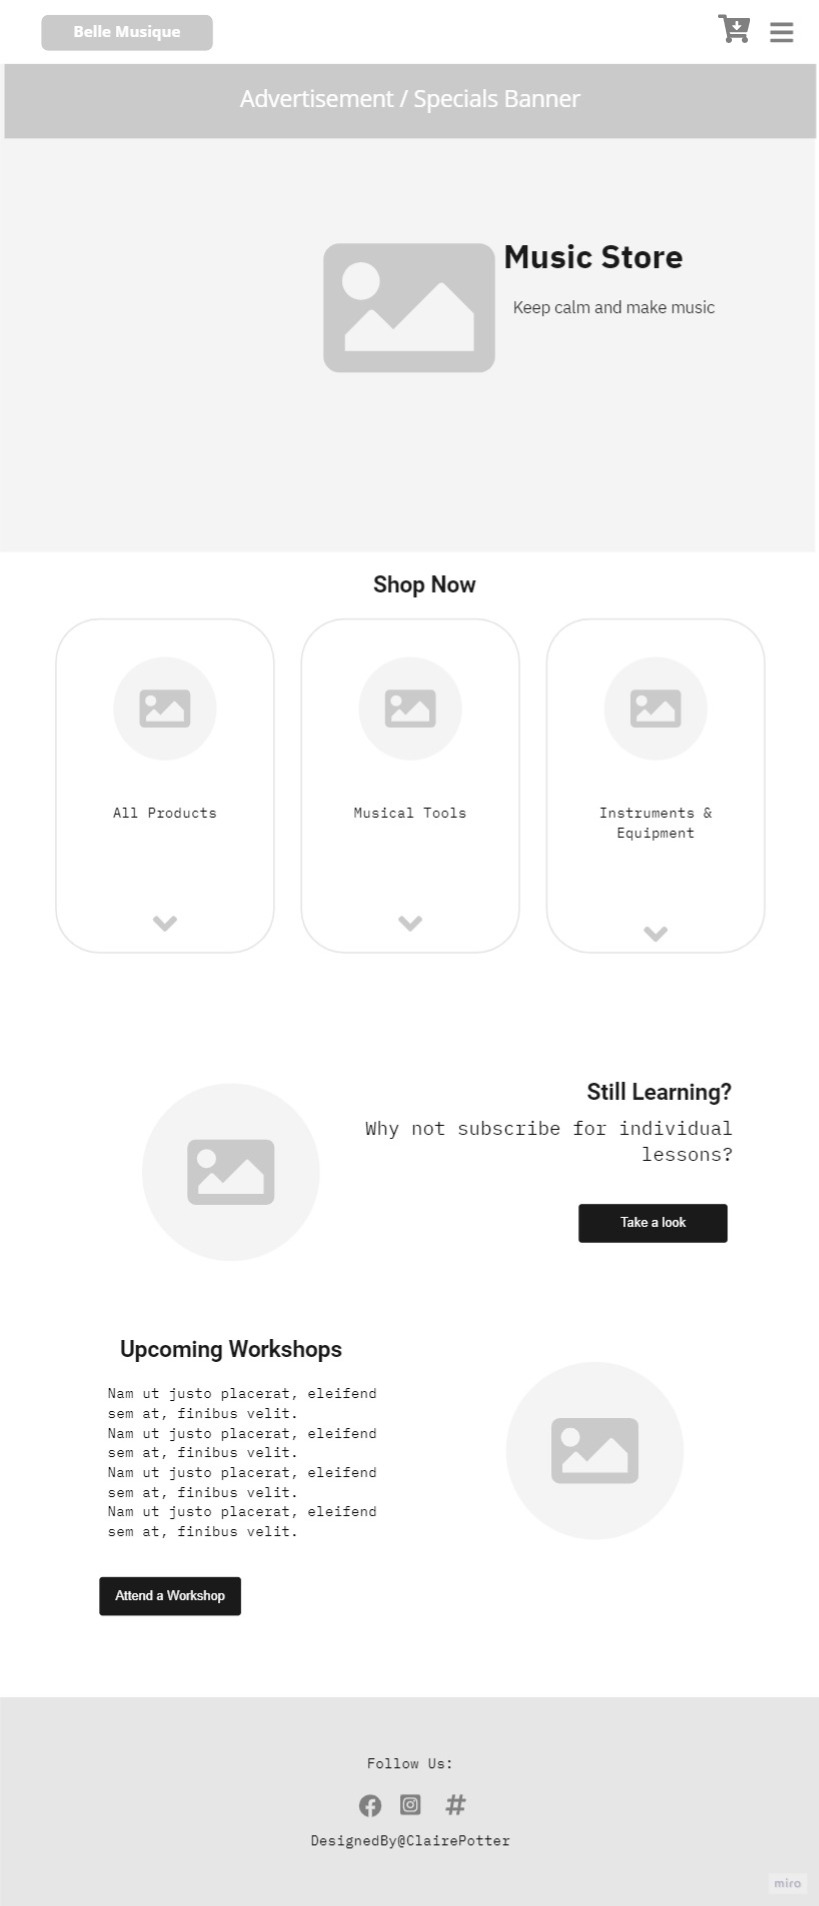 Belle Musique
Advertisement / Specials Banner
Music Store
Keep calm and make music
Shop Now
All Products
Musical Tools
Instruments &
Equipment
Still Learning?
Why not subscribe for individual
lessons?
Take a look
Upcoming Workshops
Nam ut justo placerat, eleifend
sem at, finibus velit.
Nam ut justo placerat, eleifend
sem at, finibus velit.
Nam ut justo placerat, eleifend
sem at, finibus velit.
Nam ut justo placerat, eleifend
sem at, finibus velit.
Attend a Workshop
Follow Us:
#
DesignedBy@ClairePotter
miro